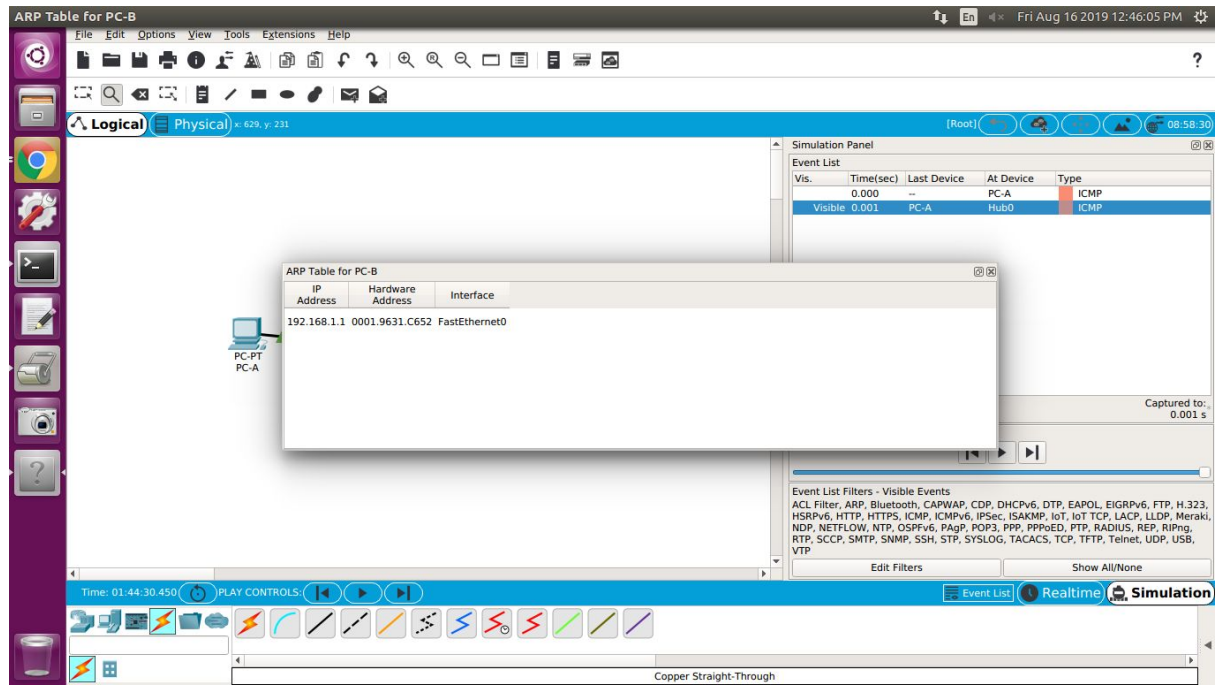 ARP Table for PC-B
En
Fri Aug 16 2019 12:46:05 PM
File Edit Options View Tools Extensions Help
?
Logical Physical x: 629, y: 231
[Root] 08:58:30
Simulation Panel
Event List
Vis. Time(sec) Last Device At Device Type
0.000 -- PC-A ICMP
Visible 0.001 PC-A Hub0 ICMP
ARP Table for PC-B
IP Address Hardware Address Interface
192.168.1.1 0001.9631.C652 FastEthernet0
PC-PT
PC-A
Captured to:
0.001 s
Event List Filters - Visible Events
ACL Filter, ARP, Bluetooth, CAPWAP, CDP, DHCPv6, DTP, EAPOL, EIGRPv6, FTP, H.323,
HSRPv6, HTTP, HTTPS, ICMP, ICMPv6, IPSec, ISAKMP, IoT, IoT TCP, LACP, LLDP, Meraki,
NDP, NETFLOW, NTP, OSPFv6, PAgP, POP3, PPP, PPPoED, PTP, RADIUS, REP, RIPng,
RTP, SCCP, SMTP, SNMP, SSH, STP, SYSLOG, TACACS, TCP, TFTP, Telnet, UDP, USB,
VTP
Edit Filters Show All/None
Time: 01:44:30.450 PLAY CONTROLS: Event List Realtime Simulation
Copper Straight-Through